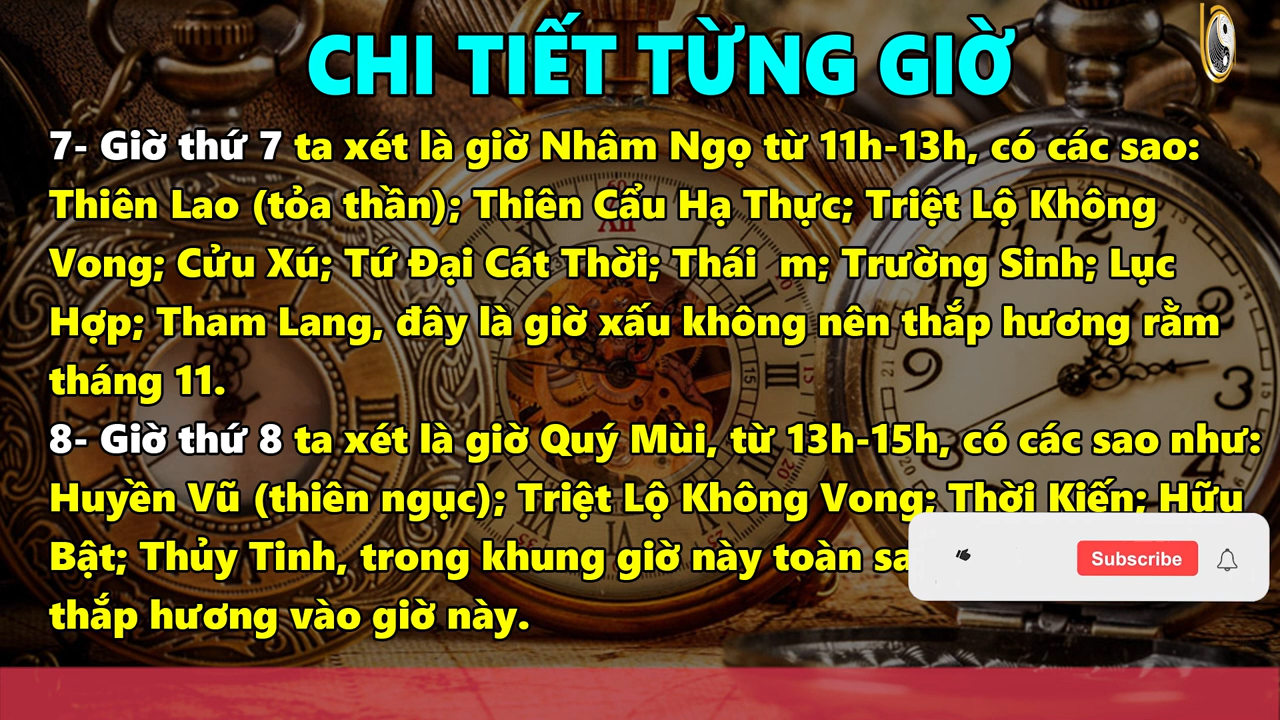 CHI TIẾT TỪNG GIỜ
7- Giờ thứ 7 ta xét là giờ Nhâm Ngọ từ 11h-13h, có các sao:
Thiên Lao (tỏa thần); Thiên Cẩu Hạ Thực; Triệt Lộ Không
Vong; Cửu Xú; Tứ Đại Cát Thời; Thái m; Trường Sinh; Lục
Hợp; Tham Lang, đây là giờ xấu không nên thắp hương rằm
tháng 11.
8- Giờ thứ 8 ta xét là giờ Quý Mùi, từ 13h-15h, có các sao như:
Huyền Vũ (thiên ngục); Triệt Lộ Không Vong; Thời Kiến; Hữu
Bật; Thủy Tinh, trong khung giờ này toàn
Subscribe
thắp hương vào giờ này.